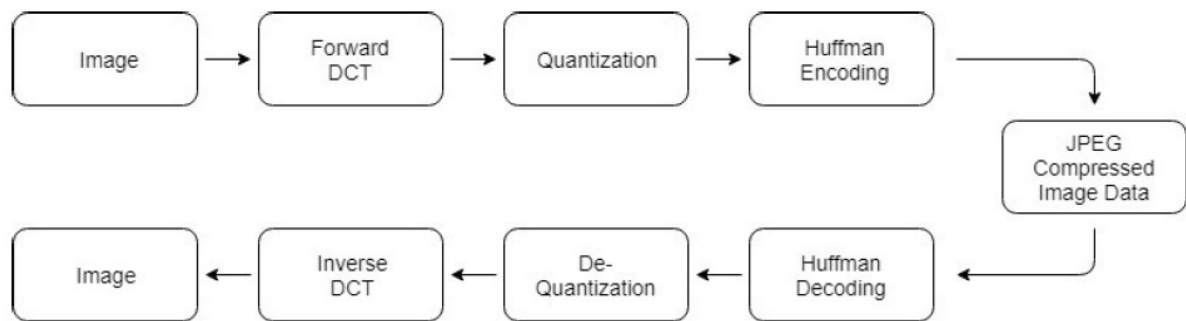 Image
Forward
DCT
Quantization
Huffman
Encoding
JPEG
Compressed
Image Data
Image
Inverse
DCT
De-
Quantization
Huffman
Decoding